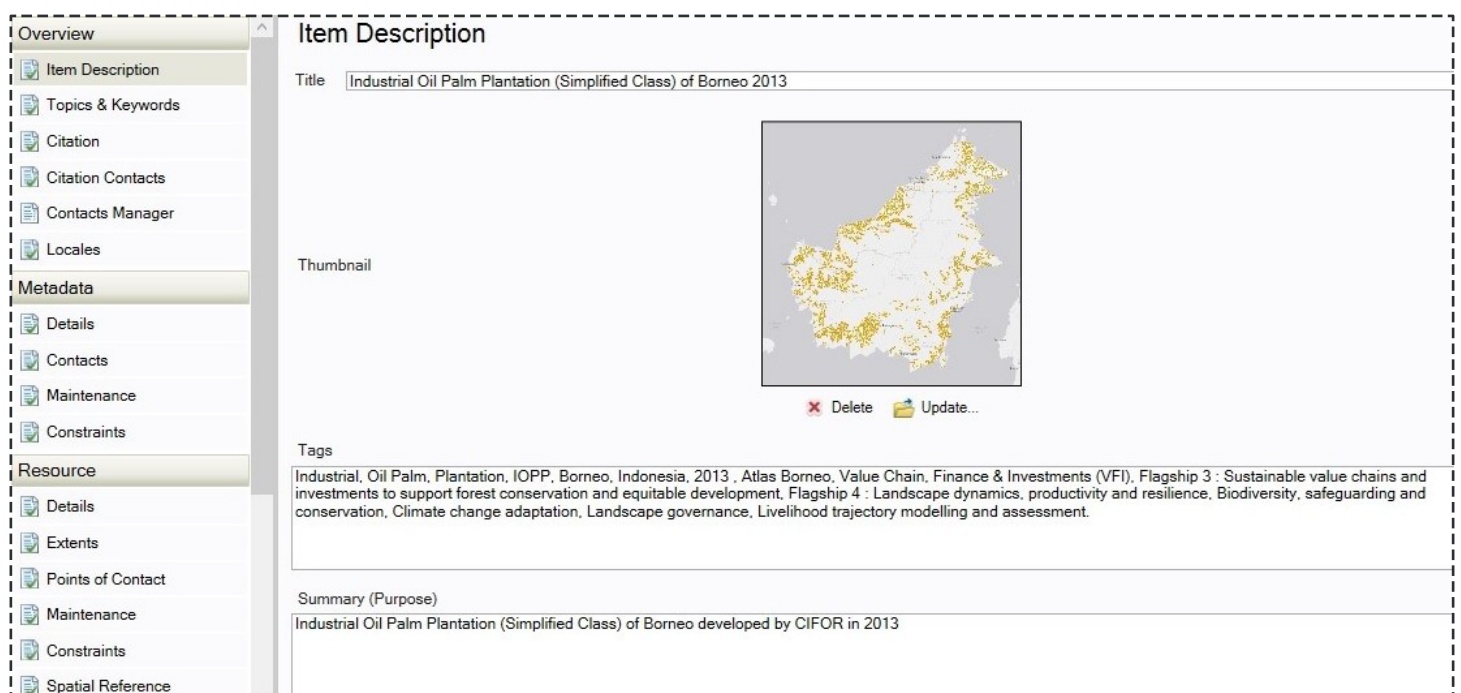 Overview
Item Description
Topics & Keywords
Citation
Citation Contacts
Contacts Manager
Locales
Metadata
Details
Contacts
Maintenance
Constraints
Resource
Details
Extents
Points of Contact
Maintenance
Constraints
Spatial Reference
Item Description
Title Industrial Oil Palm Plantation (Simplified Class) of Borneo 2013
Thumbnail
Delete Update...
Tags
Industrial, Oil Palm, Plantation, IOPP, Borneo, Indonesia, 2013 , Atlas Borneo, Value Chain, Finance & Investments (VFI), Flagship 3 : Sustainable value chains and
investments to support forest conservation and equitable development, Flagship 4 : Landscape dynamics, productivity and resilience, Biodiversity, safeguarding and
conservation, Climate change adaptation, Landscape governance, Livelihood trajectory modelling and assessment.
Summary (Purpose)
Industrial Oil Palm Plantation (Simplified Class) of Borneo developed by CIFOR in 2013